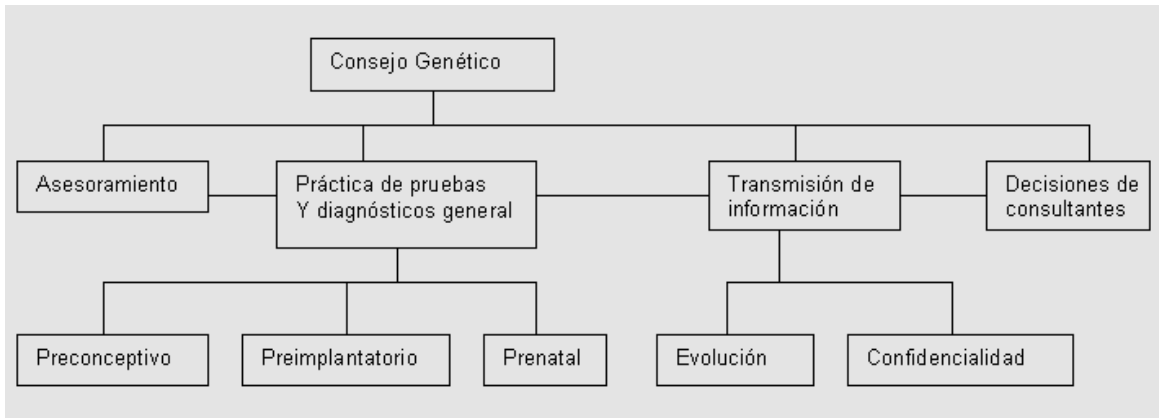 Consejo Genético
Asesoramiento
Práctica de pruebas
Y diagnósticos general
Transmisión de
información
Decisiones de
consultantes
Preconceptivo
Preimplantatorio
Prenatal
Evolución
Confidencialidad